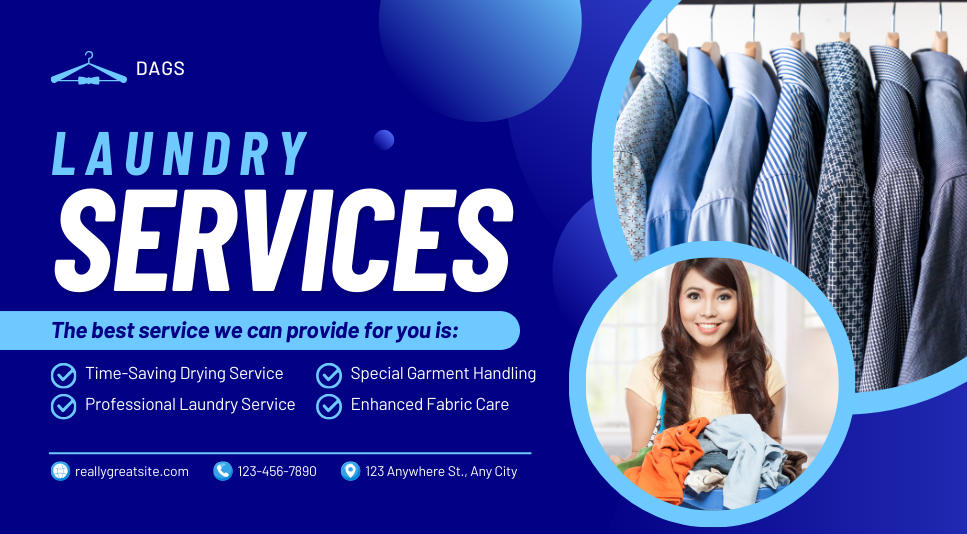 DAGS
LAUNDRY
SERVICES
The best service we can provide for you is:
Time-Saving Drying Service
Special Garment Handling
Professional Laundry Service
Enhanced Fabric Care
reallygreatsite.com
123-456-7890
123 Anywhere St., Any City